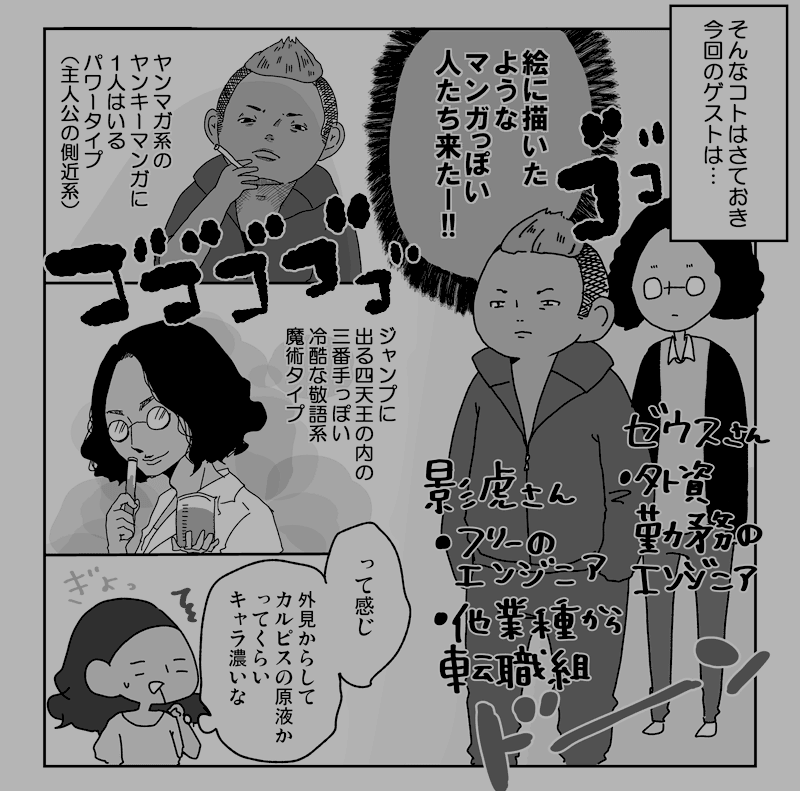 そんなコトはさておき
今回のゲストは…
絵に描いた
ような
マンガっぽい
人たち来たー!!
ゴゴ
ゼウスさん
・外資
勤務の
エンジニア
影虎さん
・フリーの
エンジニア
・他業種から
転職組
ドーン
ヤンマガ系の
ヤンキーマンガに
1人はいる
パワータイプ
（主人公の側近系）
ゴゴゴゴゴ
ジャンプに
出る四天王の内の
三番手っぽい
冷酷な敬語系
魔術タイプ
って感じ
外見からして
カルピスの原液か
ってくらい
キャラ濃いな
ぎょっ